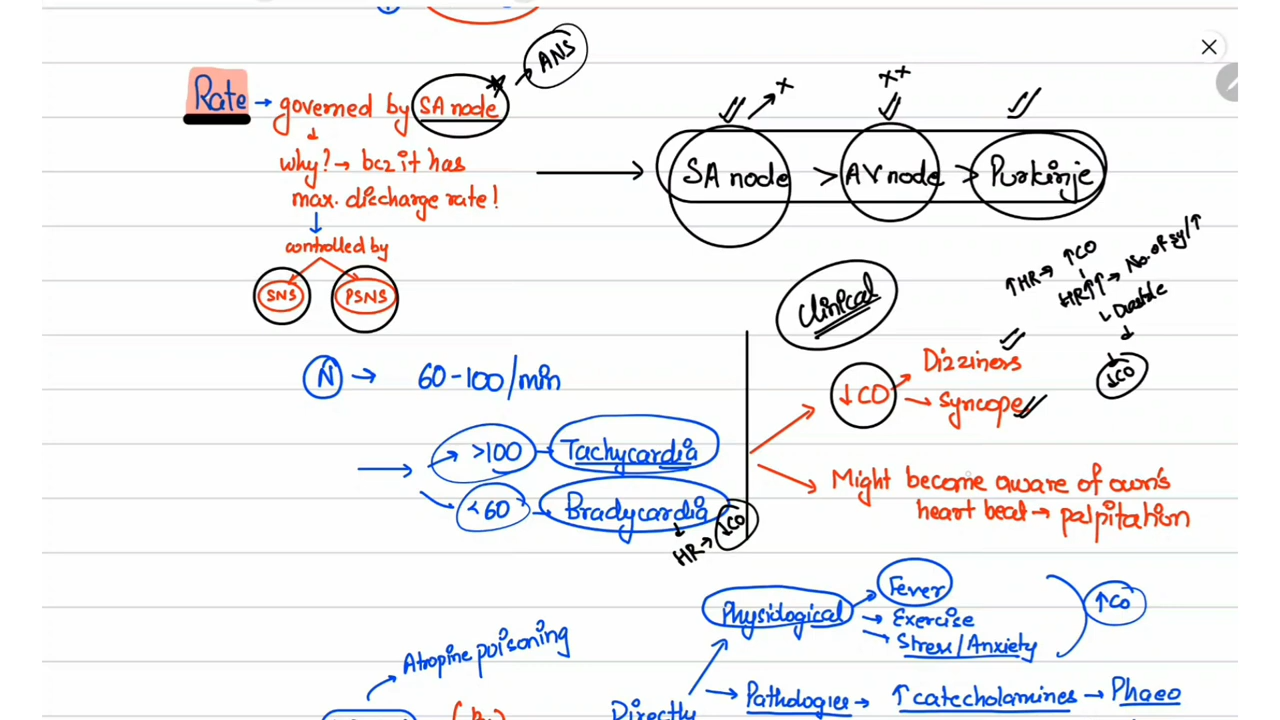 ANS
Rate → governed by SA node
why? → bcz it has
max. discharge rate!
controlled by
SNS PSNS
x xx
SA node > AV node > Purkinje
Clinical
↑HR → ↑CO
HR↑↑ → No. of sy/↑
↓ Diastole
↓CO
N → 60-100/min
>100 → Tachycardia
<60 → Bradycardia
HR → ↓CO
↓CO → Dizziness
→ Syncope
Might become aware of own's
heart beat → palpitation
Physiological → Fever
→ Exercise
→ Stress/Anxiety
↑CO
Atropine poisoning
Directly
→ Pathologies → ↑catecholamines → Phaeo